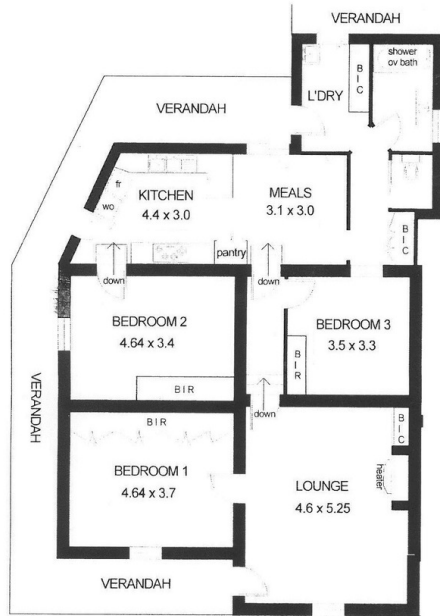 VERANDAH
shower
ov bath
B I C
L'DRY
VERANDAH
fr
wo
KITCHEN
4.4 x 3.0
MEALS
3.1 x 3.0
pantry
B I C
down
down
BEDROOM 2
4.64 x 3.4
BIR
BEDROOM 3
3.5 x 3.3
B I R
down
VERANDAH
BIR
BEDROOM 1
4.64 x 3.7
B I C
LOUNGE
4.6 x 5.25
heater
VERANDAH